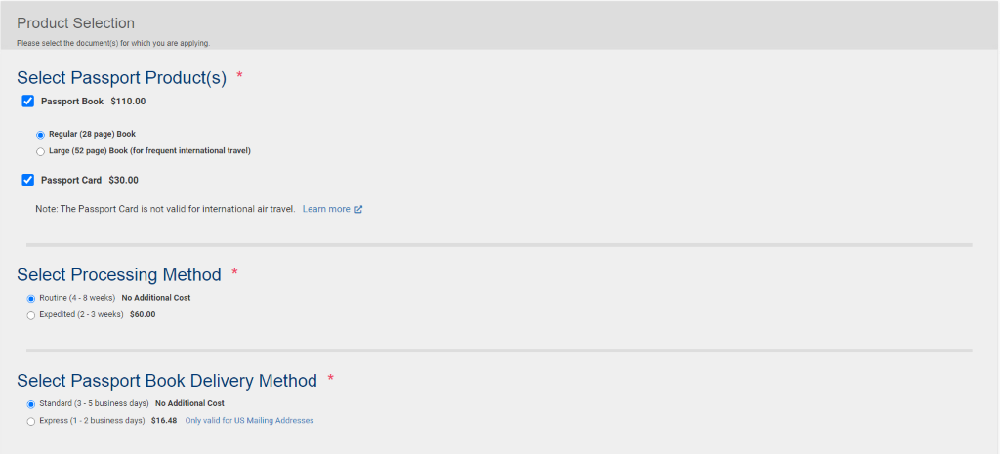 Product Selection
Please select the document(s) for which you are applying.
Select Passport Product(s) *
Passport Book $110.00
Regular (28 page) Book
Large (52 page) Book (for frequent international travel)
Passport Card $30.00
Note: The Passport Card is not valid for international air travel. Learn more
Select Processing Method *
Routine (4 - 8 weeks) No Additional Cost
Expedited (2 - 3 weeks) $60.00
Select Passport Book Delivery Method *
Standard (3 - 5 business days) No Additional Cost
Express (1 - 2 business days) $16.48 Only valid for US Mailing Addresses